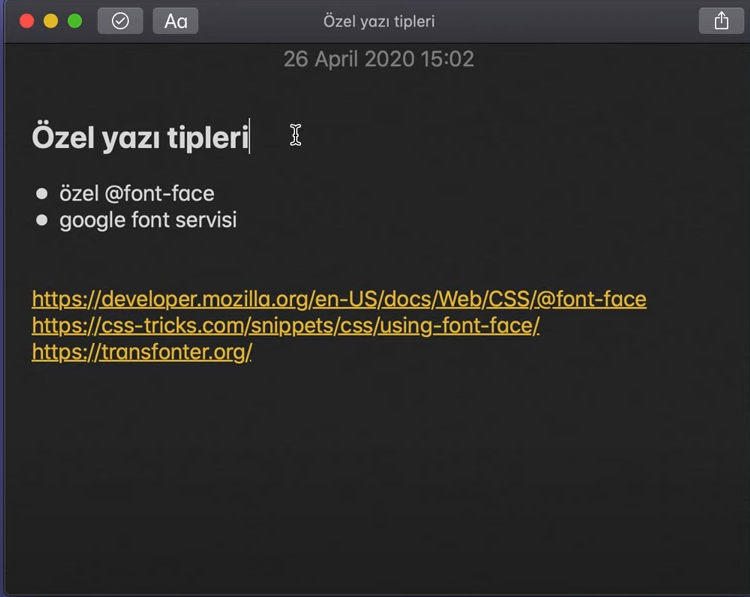 Aa
Özel yazı tipleri
26 April 2020 15:02
Özel yazı tipleri
özel @font-face
google font servisi
https://developer.mozilla.org/en-US/docs/Web/CSS/@font-face
https://css-tricks.com/snippets/css/using-font-face/
https://transfonter.org/